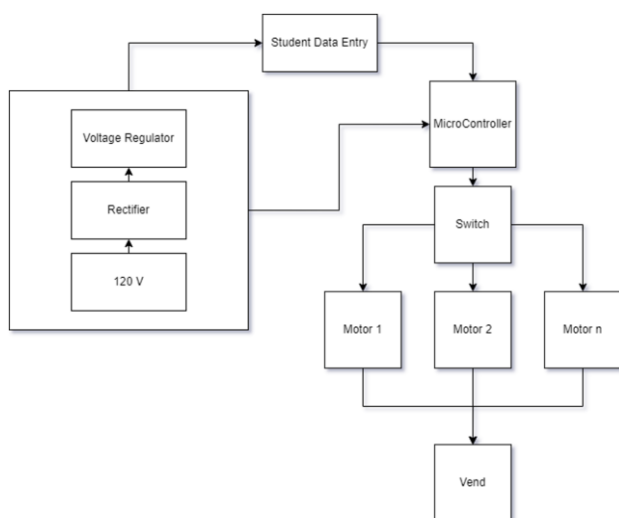 Student Data Entry
Voltage Regulator
MicroController
Rectifier
Switch
120 V
Motor 1
Motor 2
Motor n
Vend